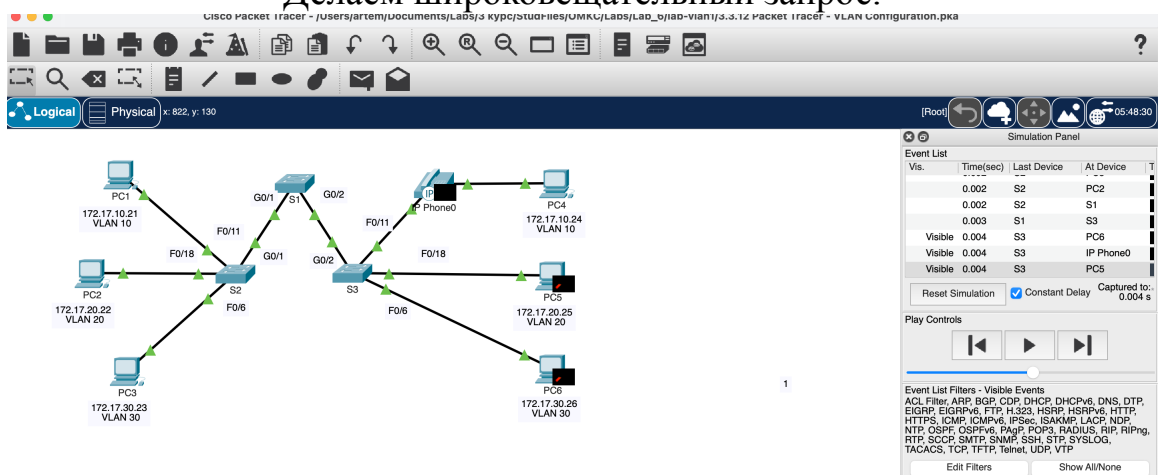 Делаем широковещательный запрос:
Cisco Packet Tracer - /Users/artem/Documents/Labs/3 курс/StudFiles/ОМКС/Labs/Lab_6/lab-vlan1/3.3.12 Packet Tracer - VLAN Configuration.pka
?
Logical Physical x: 822, y: 130 [Root] 05:48:30
Simulation Panel
Event List
Vis. Time(sec) Last Device At Device T
0.002 S2 PC2
0.002 S2 S1
0.003 S1 S3
Visible 0.004 S3 PC6
Visible 0.004 S3 IP Phone0
Visible 0.004 S3 PC5
Reset Simulation Constant Delay Captured to:
0.004 s
Play Controls
Event List Filters - Visible Events
ACL Filter, ARP, BGP, CDP, DHCP, DHCPv6, DNS, DTP,
EIGRP, EIGRPv6, FTP, H.323, HSRP, HSRPv6, HTTP,
HTTPS, ICMP, ICMPv6, IPSec, ISAKMP, LACP, NDP,
NTP, OSPF, OSPFv6, PAgP, POP3, RADIUS, RIP, RIPng,
RTP, SCCP, SMTP, SNMP, SSH, STP, SYSLOG,
TACACS, TCP, TFTP, Telnet, UDP, VTP
Edit Filters Show All/None
PC1
172.17.10.21
VLAN 10
G0/1
S1
G0/2
IP
IP Phone0
PC4
172.17.10.24
VLAN 10
F0/11
F0/11
F0/18
G0/1
G0/2
F0/18
PC2
172.17.20.22
VLAN 20
S2
S3
F0/6
F0/6
PC5
172.17.20.25
VLAN 20
PC3
172.17.30.23
VLAN 30
PC6
172.17.30.26
VLAN 30
1